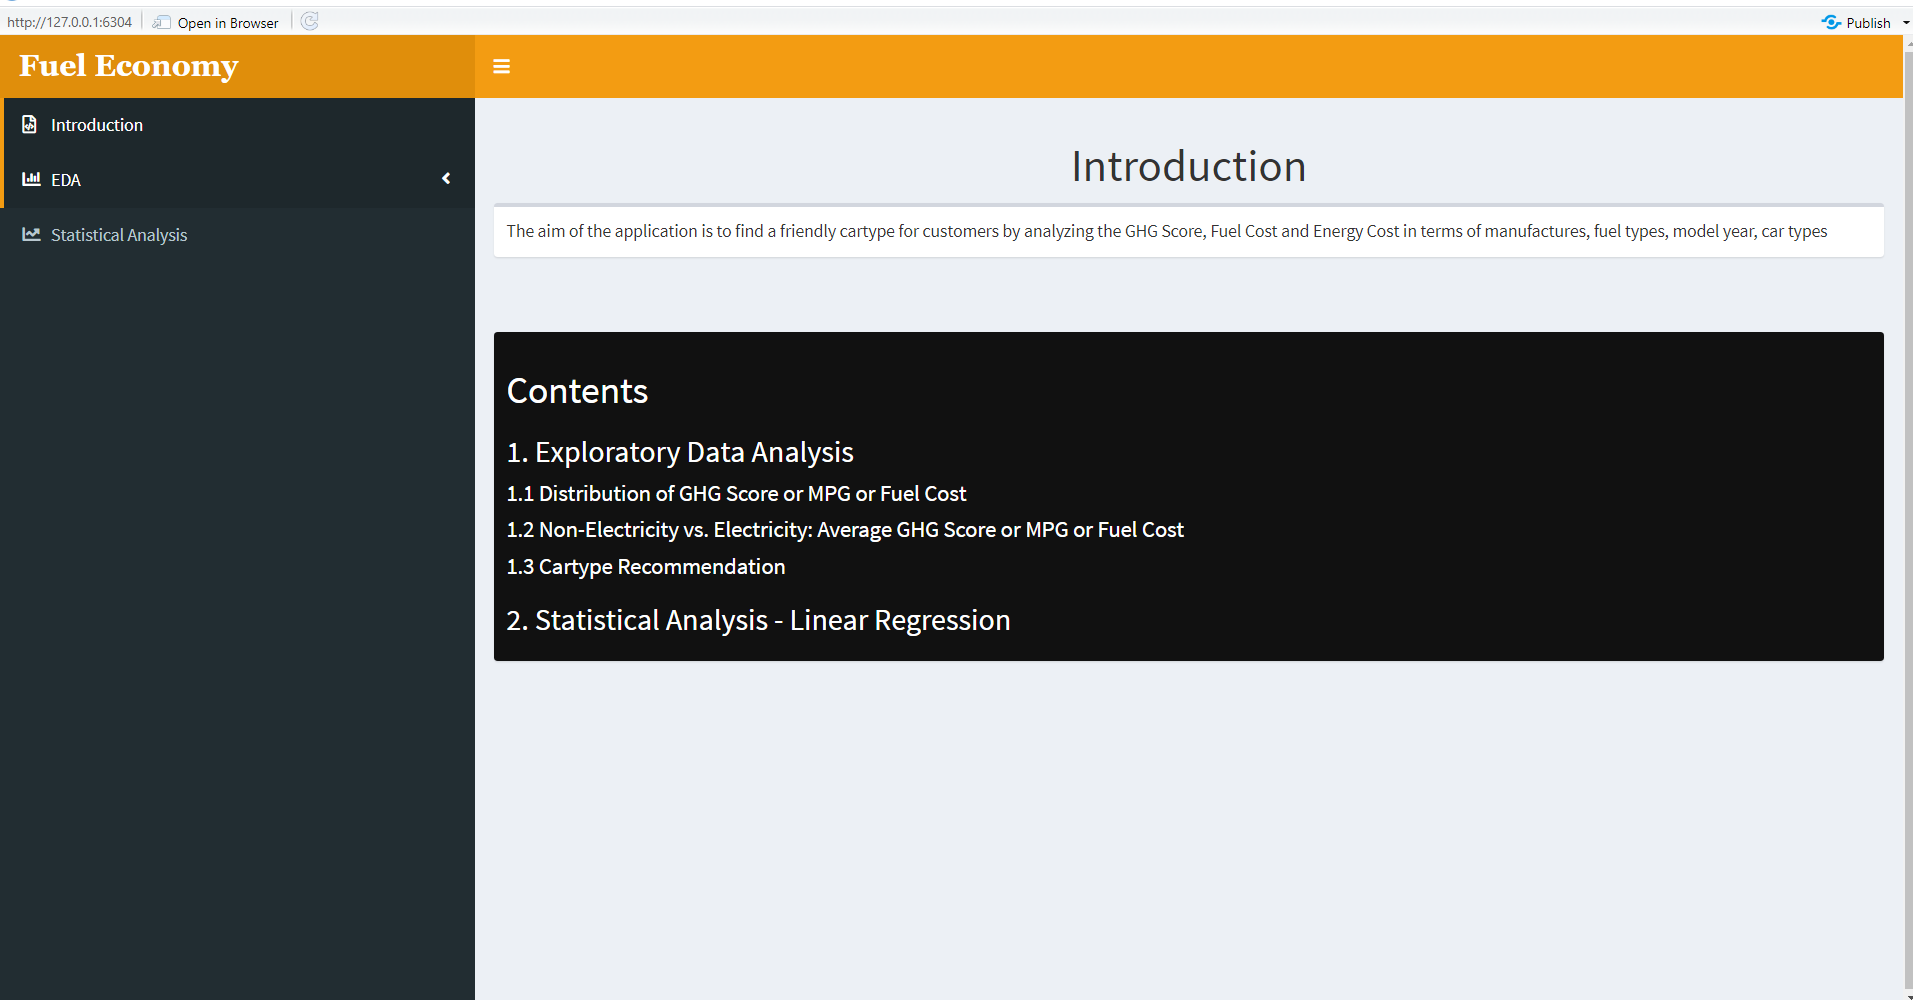 http://127.0.0.1:6304 Open in Browser Publish
Fuel Economy
Introduction
EDA
Statistical Analysis
Introduction
The aim of the application is to find a friendly cartype for customers by analyzing the GHG Score, Fuel Cost and Energy Cost in terms of manufactures, fuel types, model year, car types
Contents
1. Exploratory Data Analysis
1.1 Distribution of GHG Score or MPG or Fuel Cost
1.2 Non-Electricity vs. Electricity: Average GHG Score or MPG or Fuel Cost
1.3 Cartype Recommendation
2. Statistical Analysis - Linear Regression